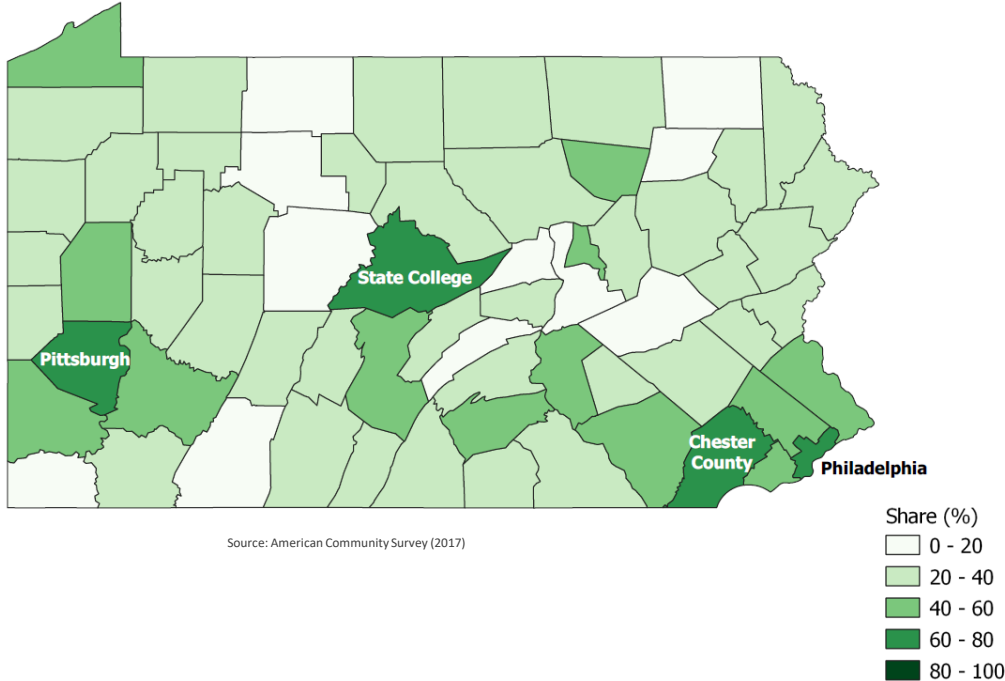 State College
Pittsburgh
Chester
County
Philadelphia
Share (%)
0 - 20
20 - 40
40 - 60
60 - 80
80 - 100
Source: American Community Survey (2017)